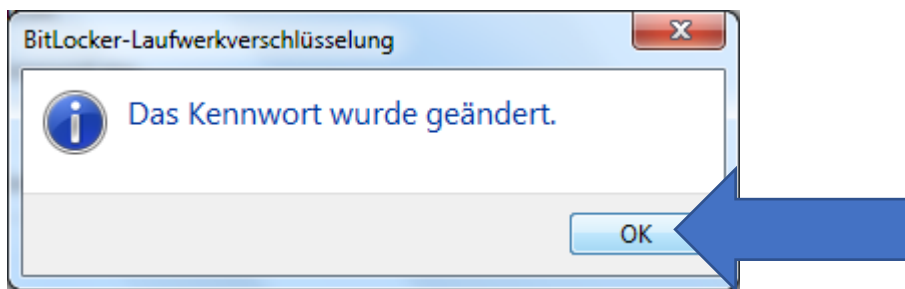 BitLocker-Laufwerkverschlüsselung
Das Kennwort wurde geändert.
OK